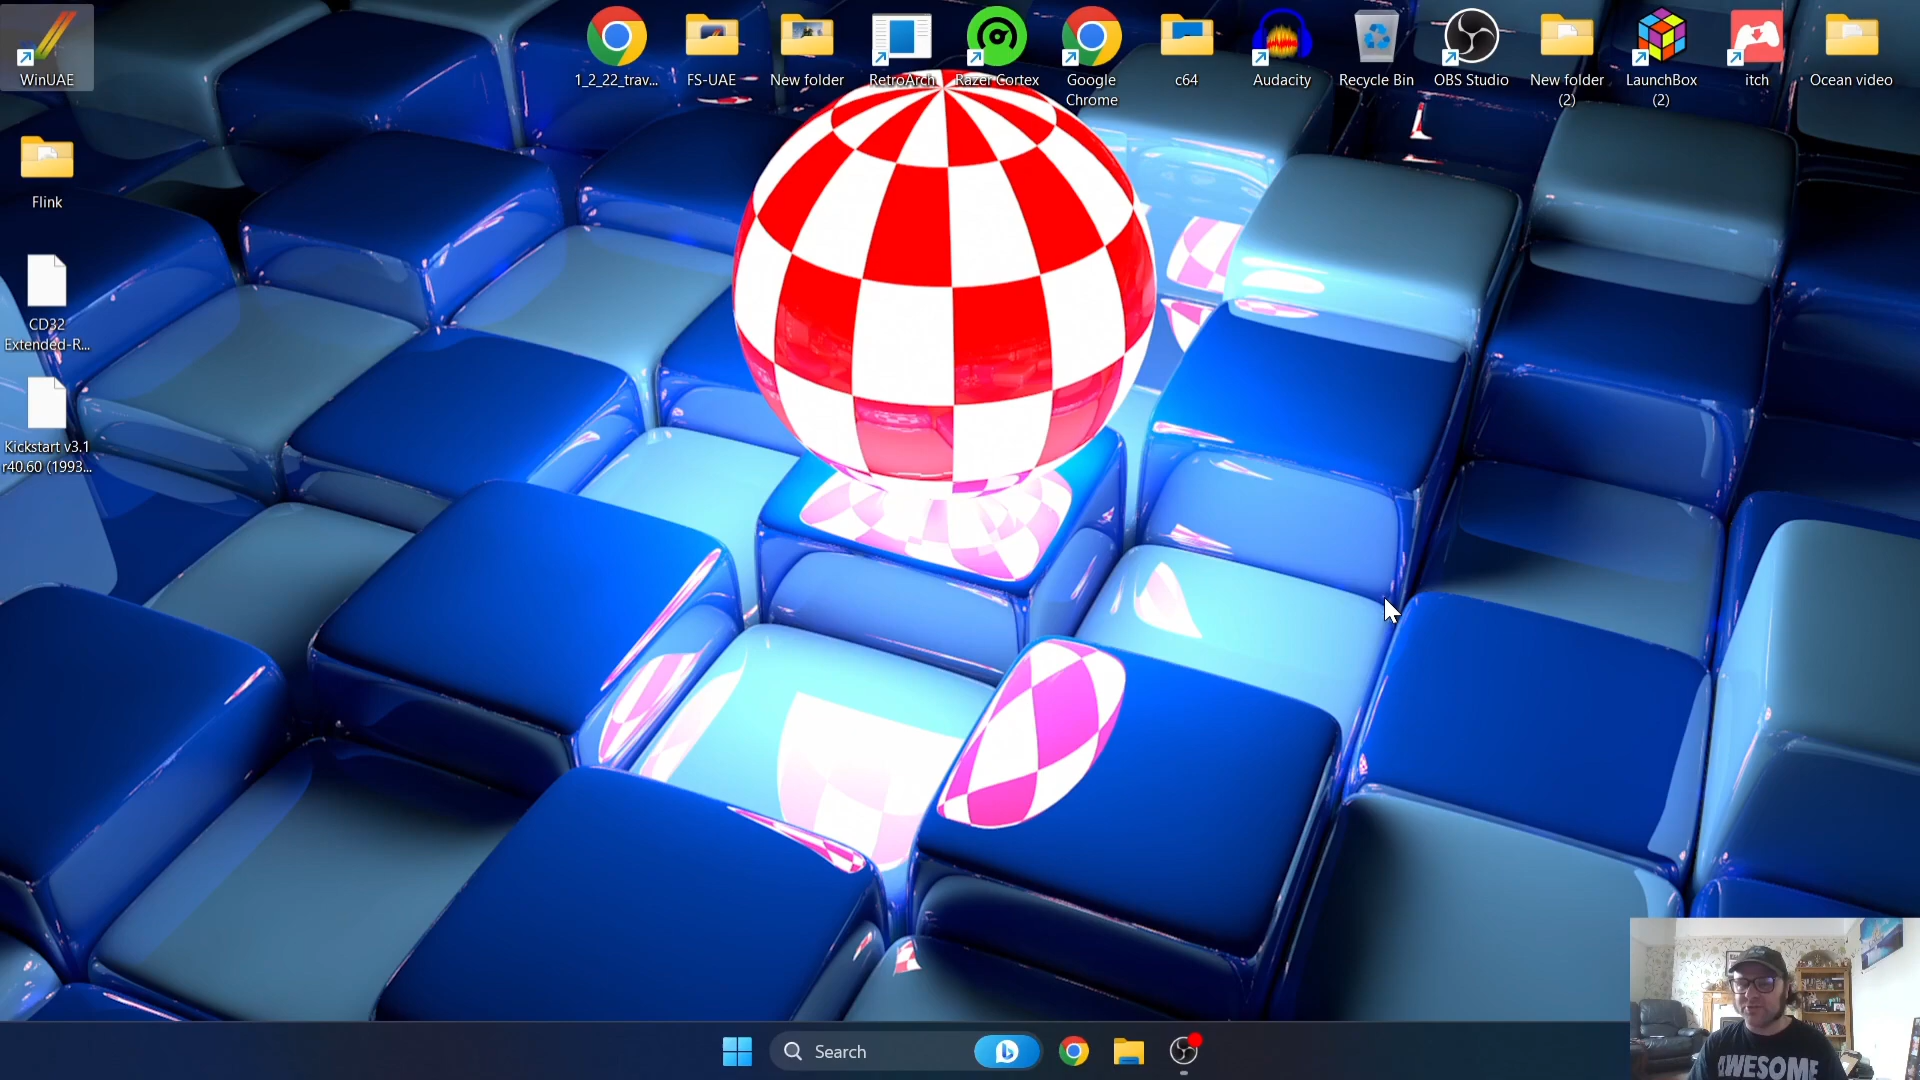 WinUAE
1_2_22_trav...
FS-UAE
New folder
RetroArch
Razer Cortex
Google
Chrome
c64
Audacity
Recycle Bin
OBS Studio
New folder
(2)
LaunchBox
(2)
itch
Ocean video
Flink
CD32
Extended-R...
Kickstart v3.1
r40.60 (1993...
Search
AWESOME